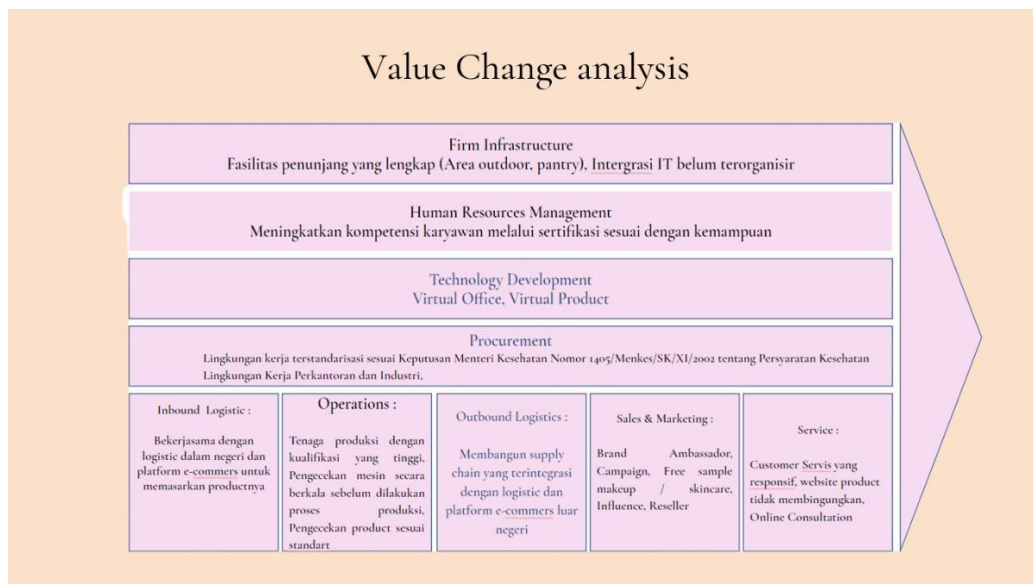 Value Change analysis
Firm Infrastructure
Fasilitas penunjang yang lengkap (Area outdoor, pantry), Intergrasi IT belum terorganisir
Human Resources Management
Meningkatkan kompetensi karyawan melalui sertifikasi sesuai dengan kemampuan
Technology Development
Virtual Office, Virtual Product
Procurement
Lingkungan kerja terstandarisasi sesuai Keputusan Menteri Kesehatan Nomor 1405/Menkes/SK/XI/2002 tentang Persyaratan Kesehatan
Lingkungan Kerja Perkantoran dan Industri,
Inbound Logistic :
Bekerjasama dengan
logistic dalam negeri dan
platform e-commers untuk
memasarkan productnya
Operations :
Tenaga produksi dengan
kualifikasi yang tinggi,
Pengecekan mesin secara
berkala sebelum dilakukan
proses produksi,
Pengecekan product sesuai
standart
Outbound Logistics :
Membangun supply
chain yang terintegrasi
dengan logistic dan
platform e-commers luar
negeri
Sales & Marketing :
Brand Ambassador,
Campaign, Free sample
makeup / skincare,
Influence, Reseller
Service :
Customer Servis yang
responsif, website product
tidak membingungkan,
Online Consultation